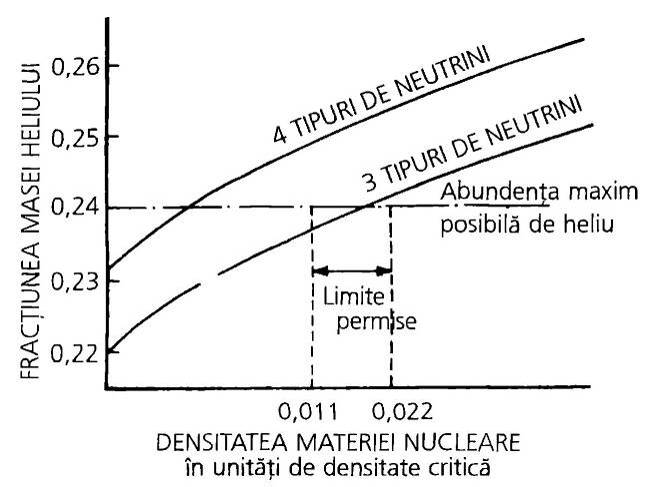 FRACȚIUNEA MASEI HELIULUI
0,26
0,25
0,24
0,23
0,22
4 TIPURI DE NEUTRINI
3 TIPURI DE NEUTRINI
Abundența maxim
posibilă de heliu
Limite
permise
0,011
0,022
DENSITATEA MATERIEI NUCLEARE
în unități de densitate critică